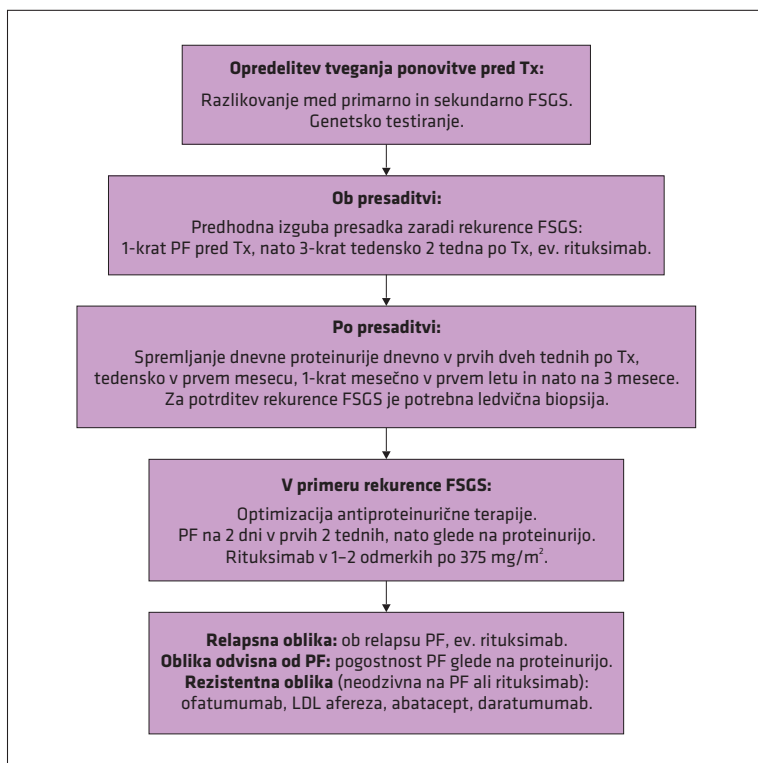 Opredelitev tveganja ponovitve pred Tx:
Razlikovanje med primarno in sekundarno FSGS.
Genetsko testiranje.
Ob presaditvi:
Predhodna izguba presadka zaradi rekurence FSGS:
1-krat PF pred Tx, nato 3-krat tedensko 2 tedna po Tx, ev. rituksimab.
Po presaditvi:
Spremljanje dnevne proteinurije dnevno v prvih dveh tednih po Tx,
tedensko v prvem mesecu, 1-krat mesečno v prvem letu in nato na 3 mesece.
Za potrditev rekurence FSGS je potrebna ledvična biopsija.
V primeru rekurence FSGS:
Optimizacija antiproteinurične terapije.
PF na 2 dni v prvih 2 tednih, nato glede na proteinurijo.
Rituksimab v 1–2 odmerkih po 375 mg/m².
Relapsna oblika: ob relapsu PF, ev. rituksimab.
Oblika odvisna od PF: pogostnost PF glede na proteinurijo.
Rezistentna oblika (neodzivna na PF ali rituksimab):
ofatumumab, LDL afereza, abatacept, daratumumab.